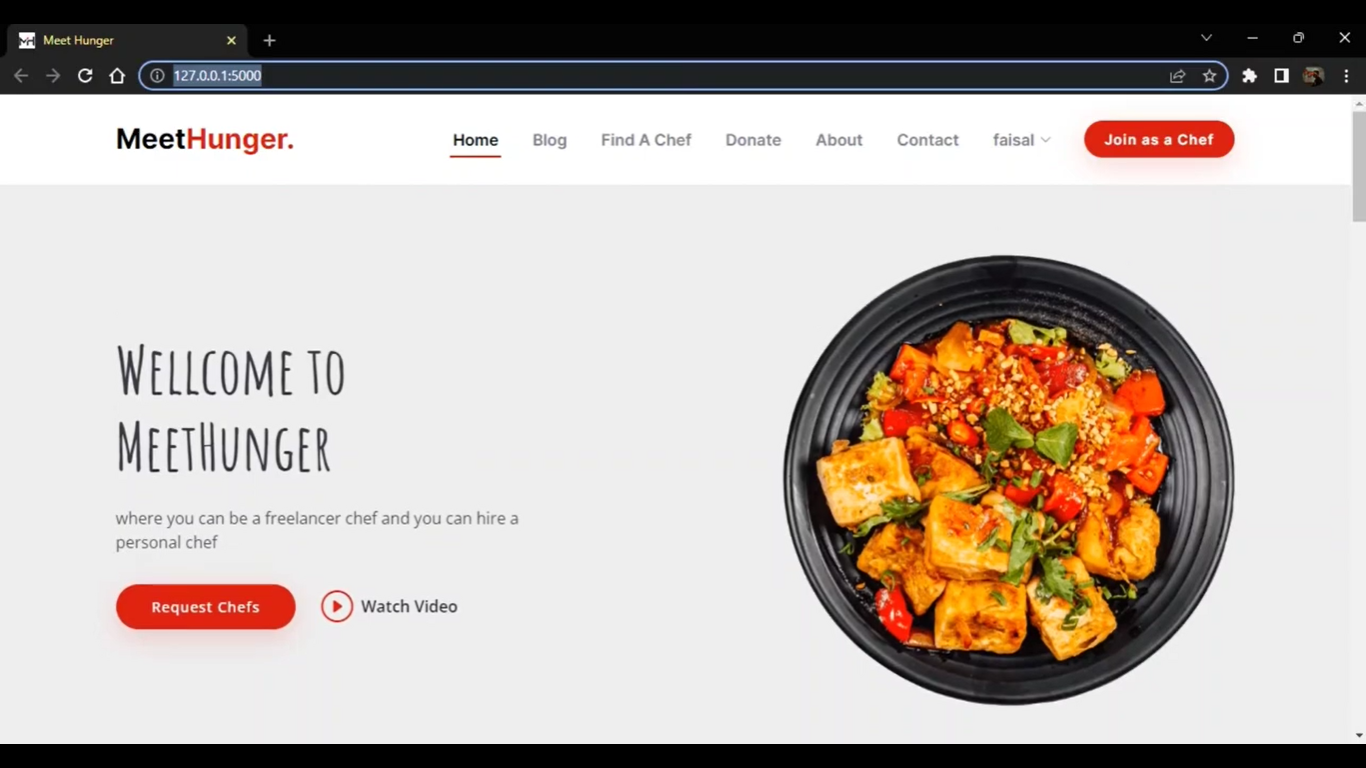 Meet Hunger
127.0.0.1:5000
MeetHunger.
Home Blog Find A Chef Donate About Contact faisal Join as a Chef
Wellcome to
MeetHunger
where you can be a freelancer chef and you can hire a
personal chef
Request Chefs Watch Video